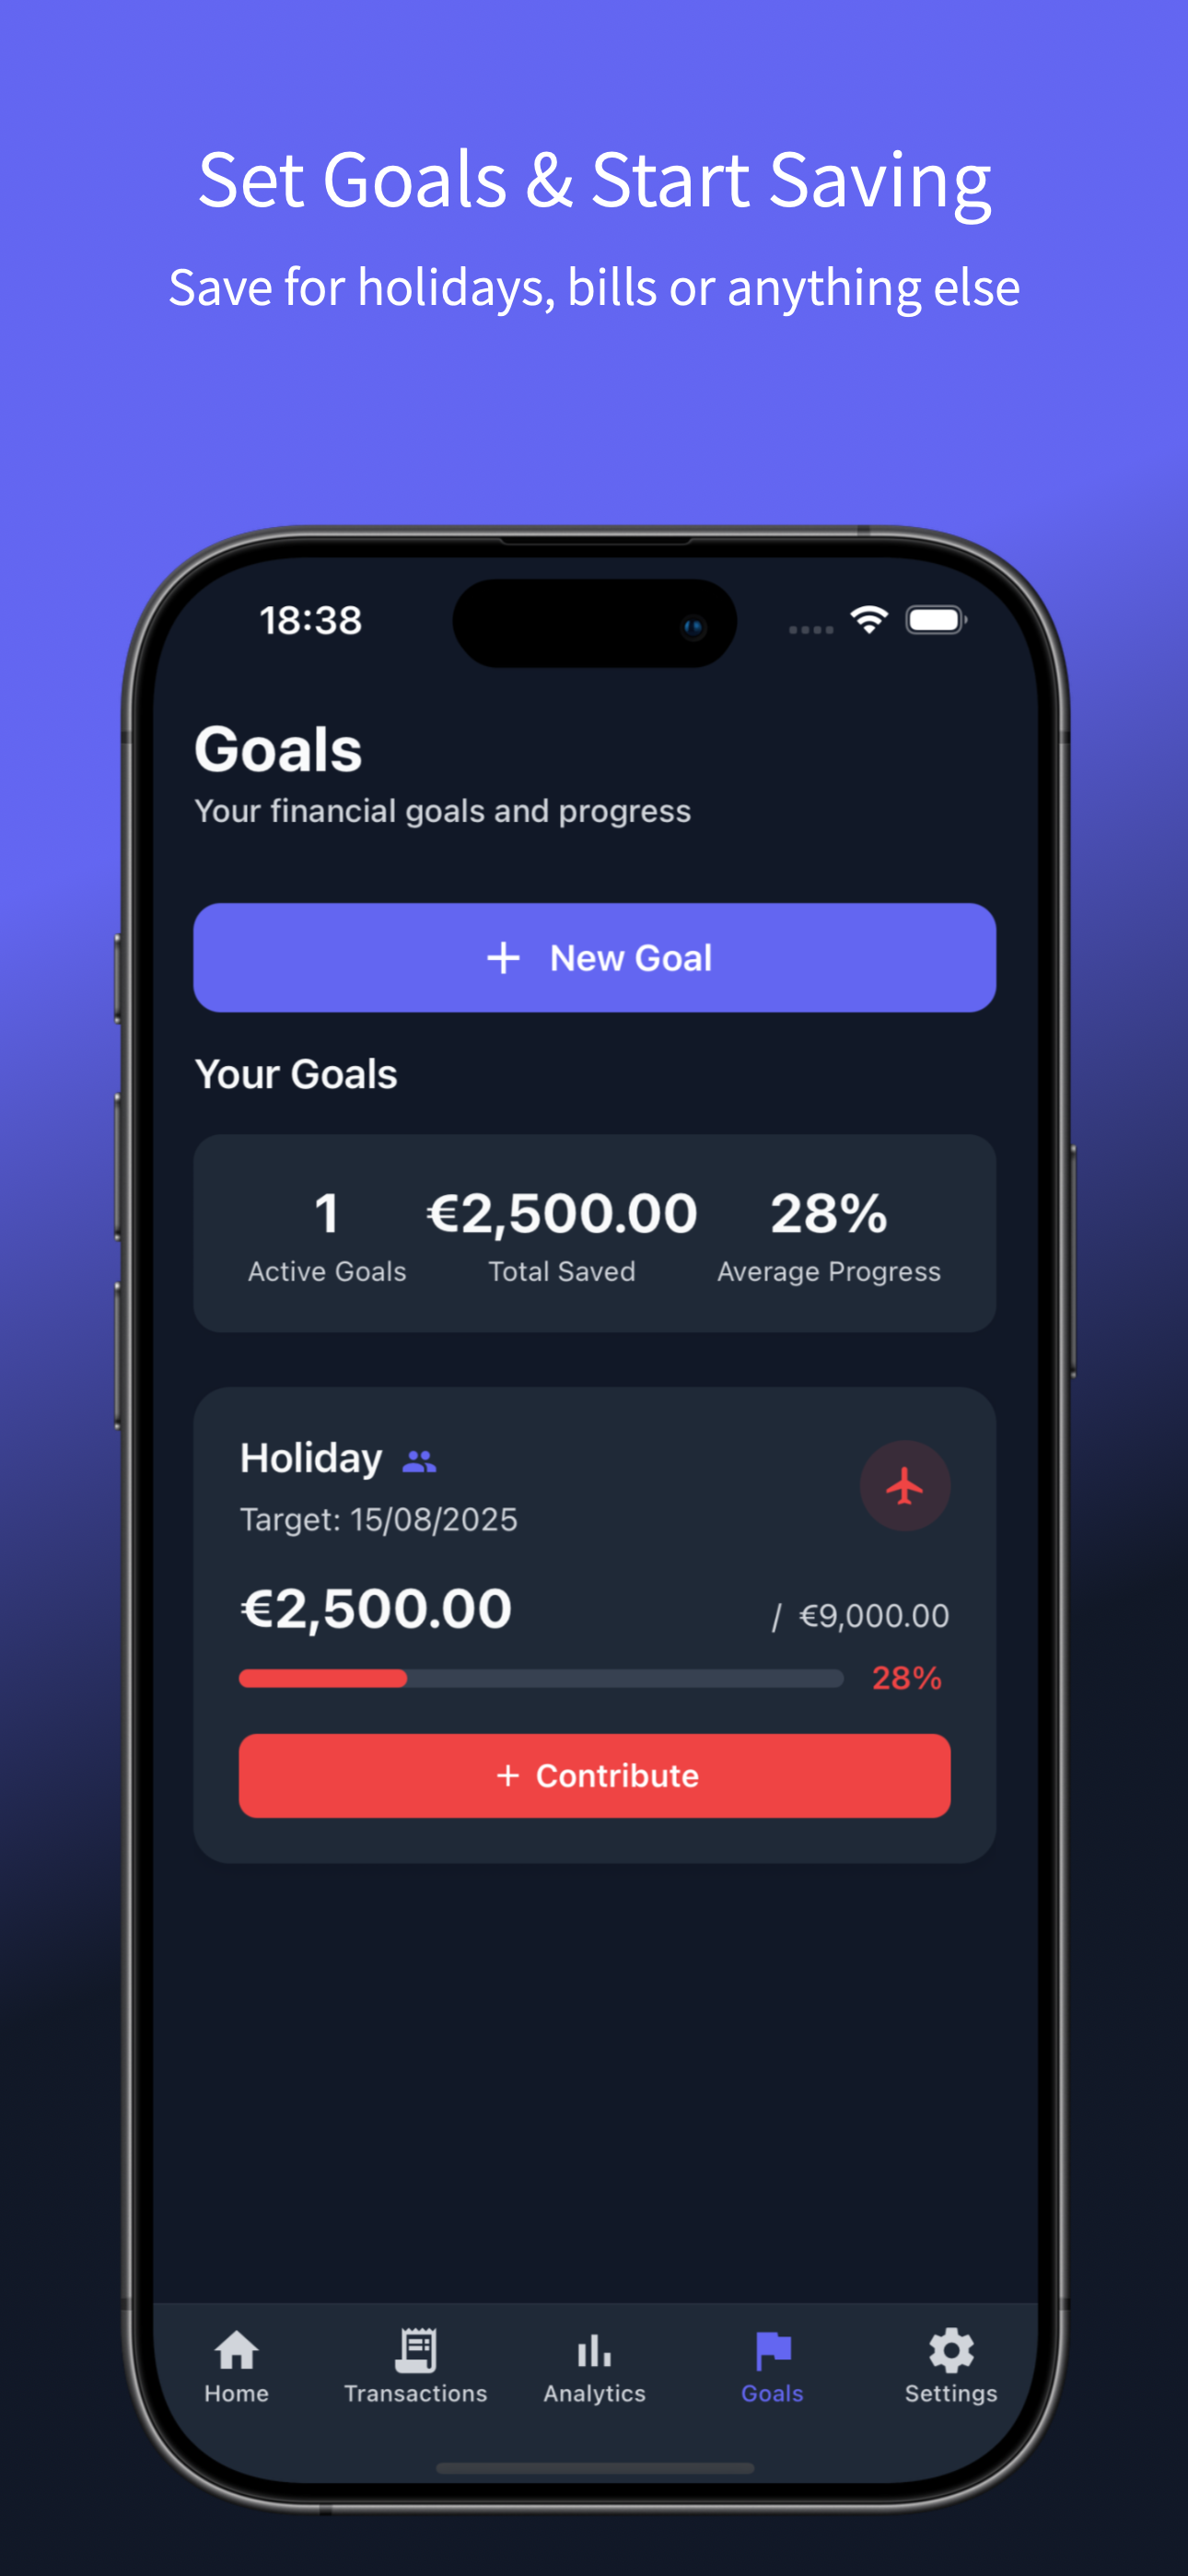 Set Goals & Start Saving
Save for holidays, bills or anything else
18:38
Goals
Your financial goals and progress
+ New Goal
Your Goals
1 €2,500.00 28%
Active Goals Total Saved Average Progress
Holiday
Target: 15/08/2025
€2,500.00 / €9,000.00
28%
+ Contribute
Home Transactions Analytics Goals Settings